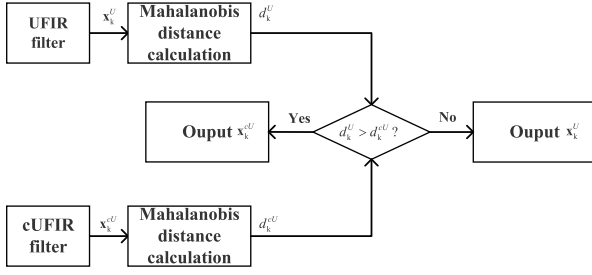 UFIR
filter
x_k^U
Mahalanobis
distance
calculation
d_k^U
Ouput x_k^{cU}
Yes
d_k^U > d_k^{cU} ?
No
Ouput x_k^U
cUFIR
filter
x_k^{cU}
Mahalanobis
distance
calculation
d_k^{cU}